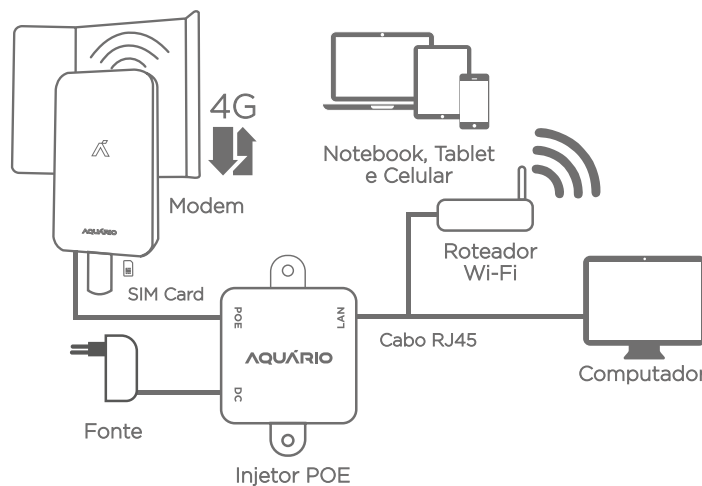 4G
Modem
AQUÁRIO
SIM Card
Notebook, Tablet
e Celular
Roteador
Wi-Fi
POE
LAN
AQUÁRIO
DC
Cabo RJ45
Computador
Fonte
Injetor POE